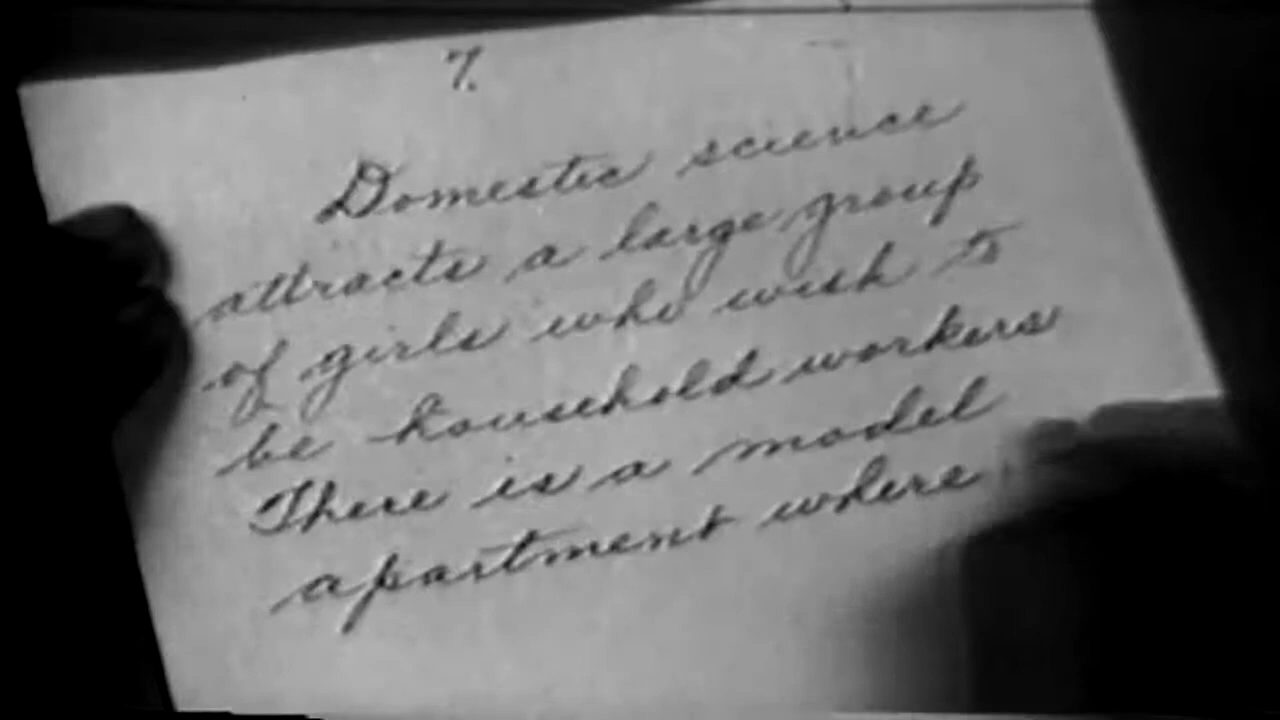 7.
Domestic science
attracts a large group
of girls who wish to
be household workers
There is a model
apartment where